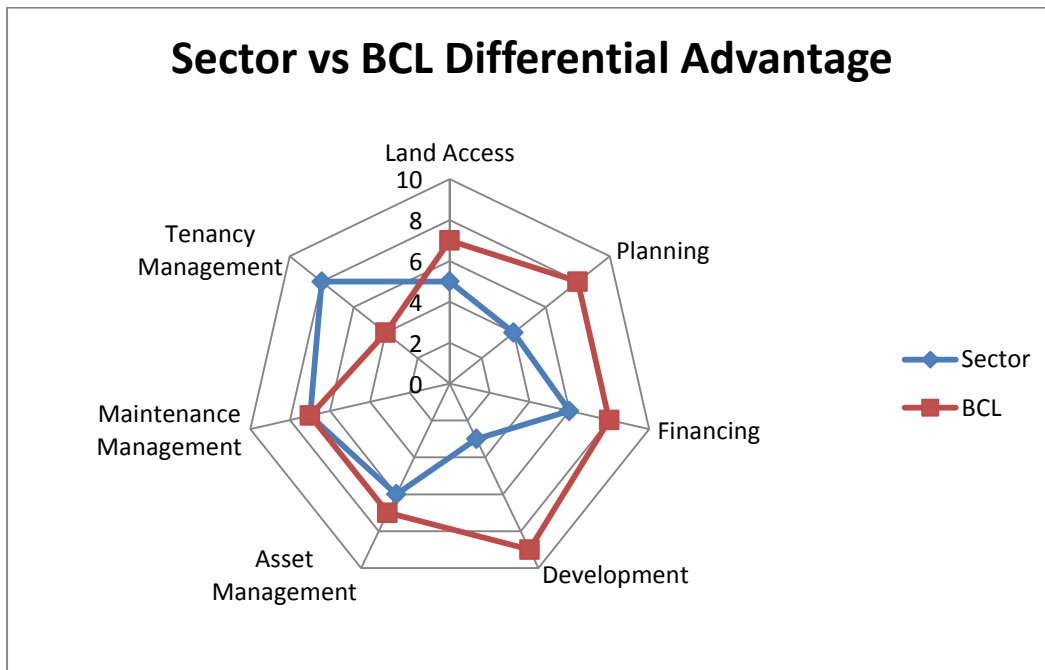 Sector vs BCL Differential Advantage
Land Access
10
8
6
4
2
0
Planning
Financing
Development
Asset
Management
Maintenance
Management
Tenancy
Management
Sector
BCL